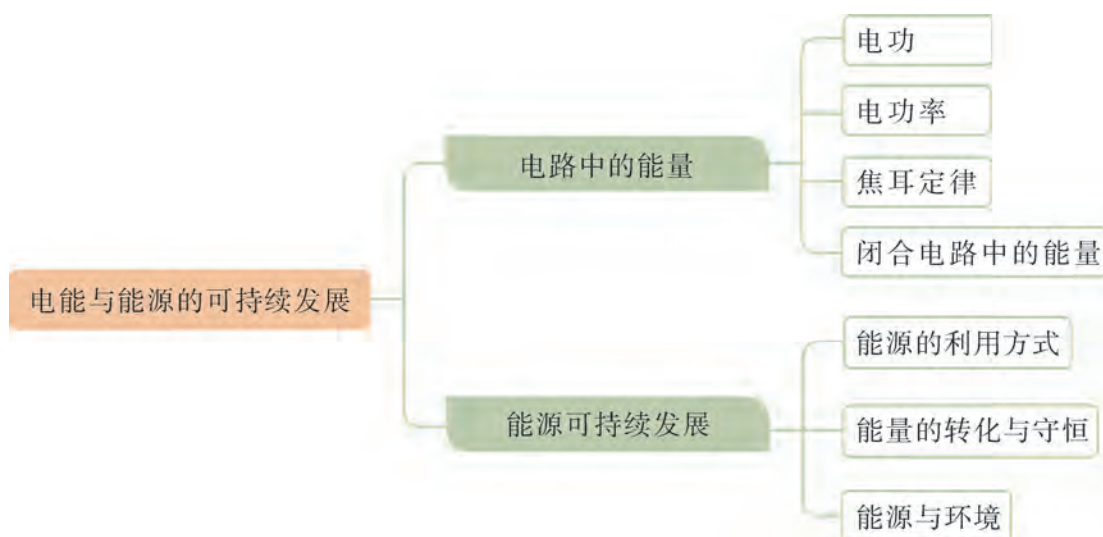 电能与能源的可持续发展
电路中的能量
电功
电功率
焦耳定律
闭合电路中的能量
能源可持续发展
能源的利用方式
能量的转化与守恒
能源与环境